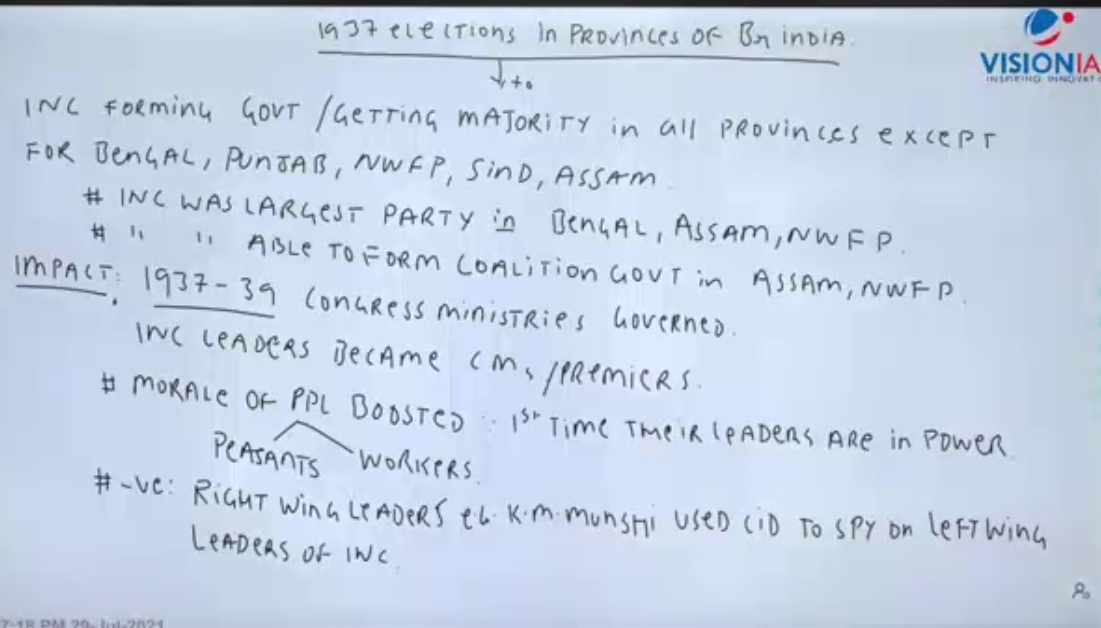 1937 elections in Provinces of Br india.
VISIONIA
INSPIRING INNOVATI
to
INC forming Govt / Getting majority in all Provinces except
for Bengal, Punjab, NWFP, Sind, Assam
# INC was largest party in Bengal, Assam, NWFP.
# " " Able to form coalition Govt in Assam, NWFP.
Impact: 1937-39 Congress ministries Governed.
INC leaders became CMs / Premiers.
# morale of PPL Boosted : 1st Time Their leaders are in power
Peasants Workers.
# -ve: Right wing leaders eg. K.M. Munshi used CID to spy on left wing
leaders of INC.
7:18 PM 29-Jul-2021